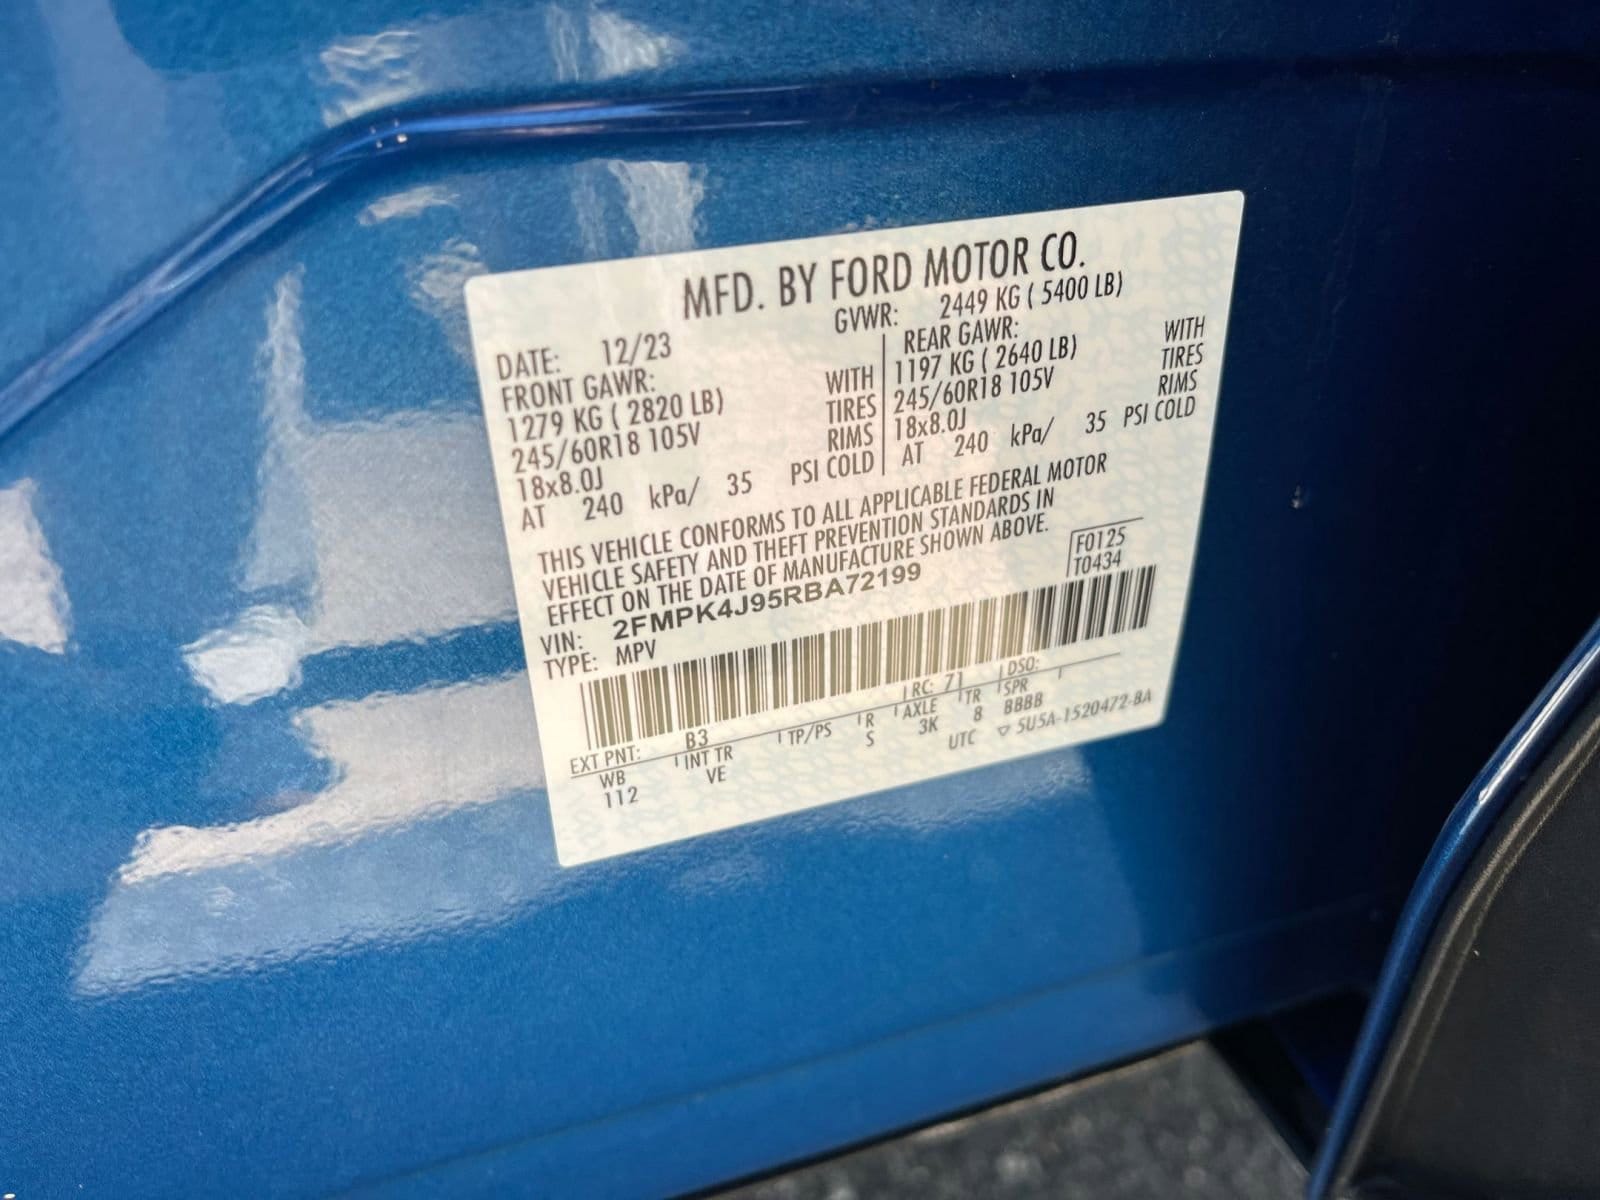 MFD. BY FORD MOTOR CO.
DATE: 12/23 GVWR: 2449 KG ( 5400 LB)
FRONT GAWR: REAR GAWR:
1279 KG ( 2820 LB) WITH 1197 KG ( 2640 LB) WITH
245/60R18 105V TIRES 245/60R18 105V TIRES
18x8.0J RIMS 18x8.0J RIMS
AT 240 kPa/ 35 PSI COLD AT 240 kPa/ 35 PSI COLD
THIS VEHICLE CONFORMS TO ALL APPLICABLE FEDERAL MOTOR
VEHICLE SAFETY AND THEFT PREVENTION STANDARDS IN
EFFECT ON THE DATE OF MANUFACTURE SHOWN ABOVE.
VIN: 2FMPK4J95RBA72199 F0125
TYPE: MPV T0434
EXT PNT: B3 RC: 71 DSO:
WB INT TR TP/PS R AXLE TR SPR
112 VE S 3K 8 BBBB
UTC ▽ 5U5A-1520472-BA